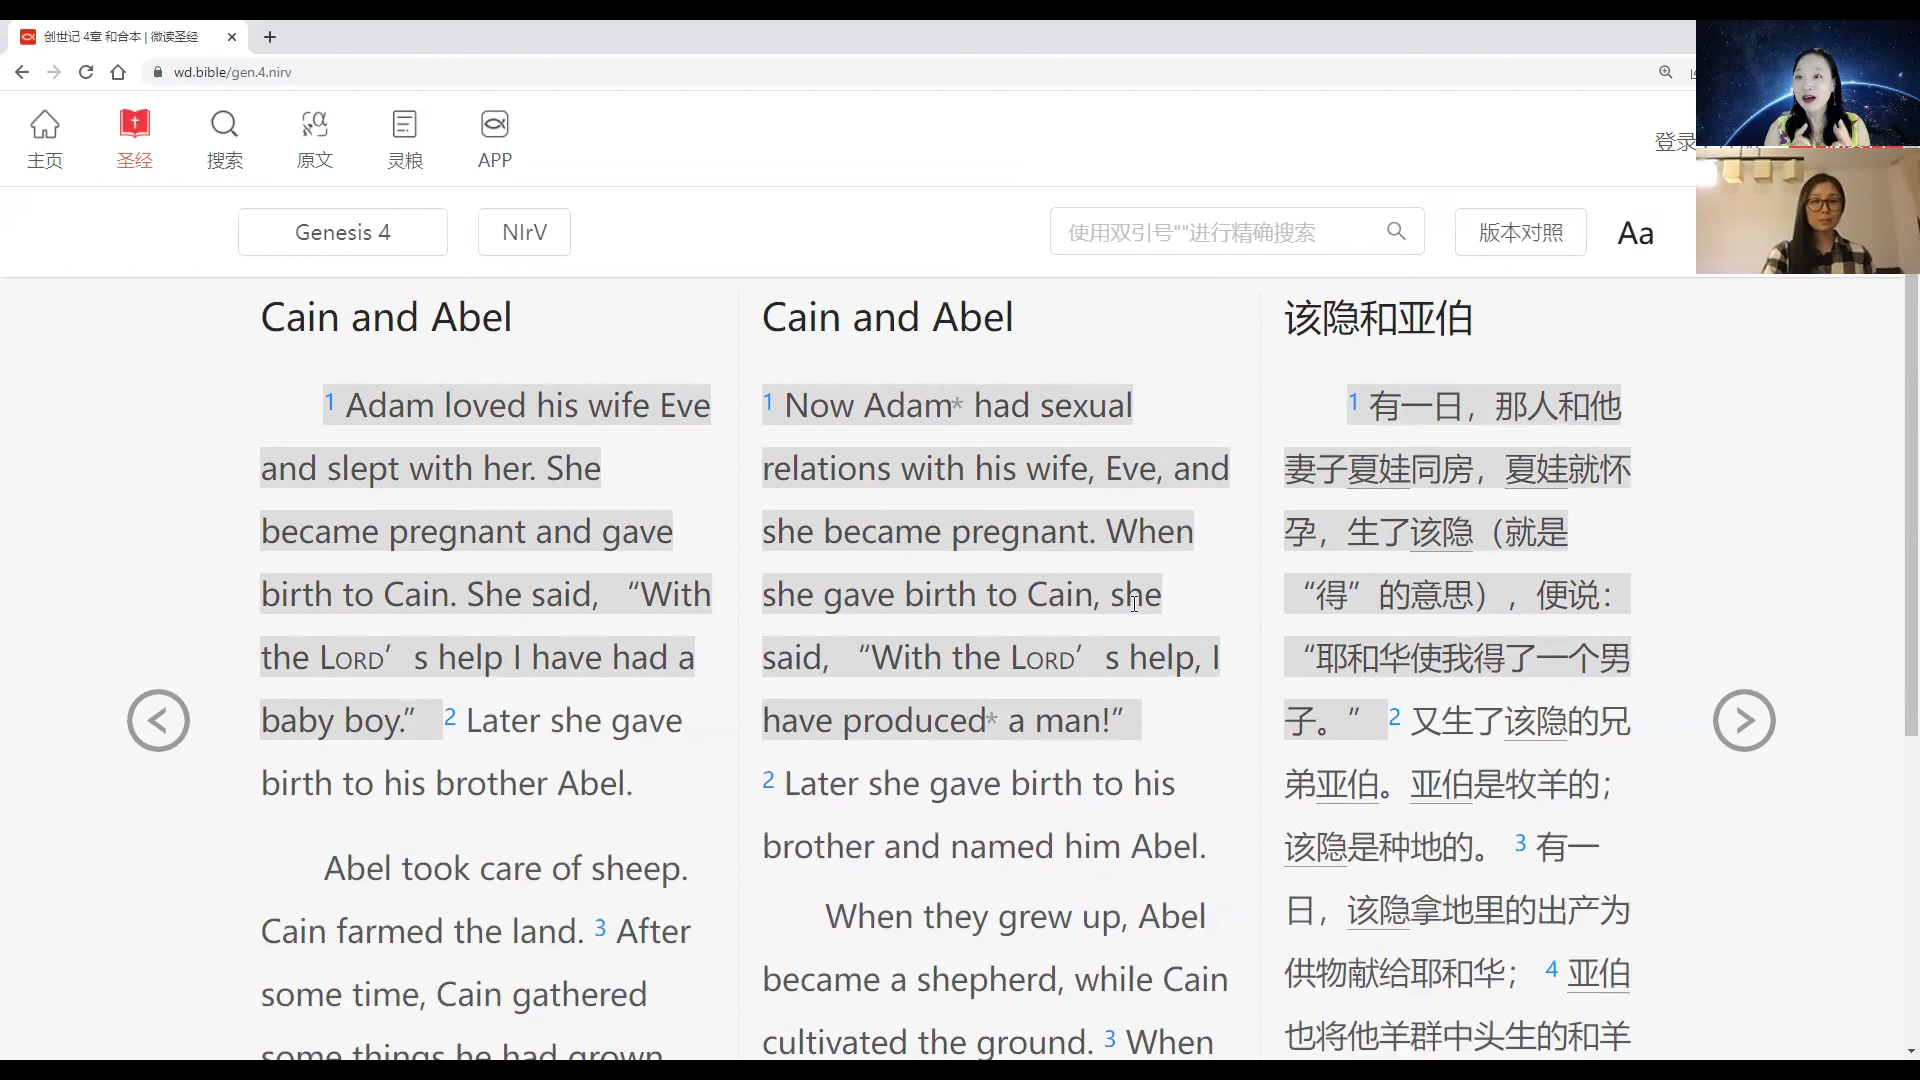 创世记 4章 和合本 | 微读圣经
wd.bible/gen.4.nirv
主页
圣经
搜索
原文
灵粮
APP
登录
Genesis 4
NIrV
使用双引号""进行精确搜索
版本对照
Aa
Cain and Abel
1 Adam loved his wife Eve
and slept with her. She
became pregnant and gave
birth to Cain. She said, “With
the LORD’s help I have had a
baby boy.” 2 Later she gave
birth to his brother Abel.
Abel took care of sheep.
Cain farmed the land. 3 After
some time, Cain gathered
some things he had grown
Cain and Abel
1 Now Adam* had sexual
relations with his wife, Eve, and
she became pregnant. When
she gave birth to Cain, she
said, “With the LORD’s help, I
have produced* a man!”
2 Later she gave birth to his
brother and named him Abel.
When they grew up, Abel
became a shepherd, while Cain
cultivated the ground. 3 When
该隐和亚伯
1 有一日，那人和他
妻子夏娃同房，夏娃就怀
孕，生了该隐（就是
“得”的意思），便说：
“耶和华使我得了一个男
子。” 2 又生了该隐的兄
弟亚伯。亚伯是牧羊的；
该隐是种地的。 3 有一
日，该隐拿地里的出产为
供物献给耶和华； 4 亚伯
也将他羊群中头生的和羊